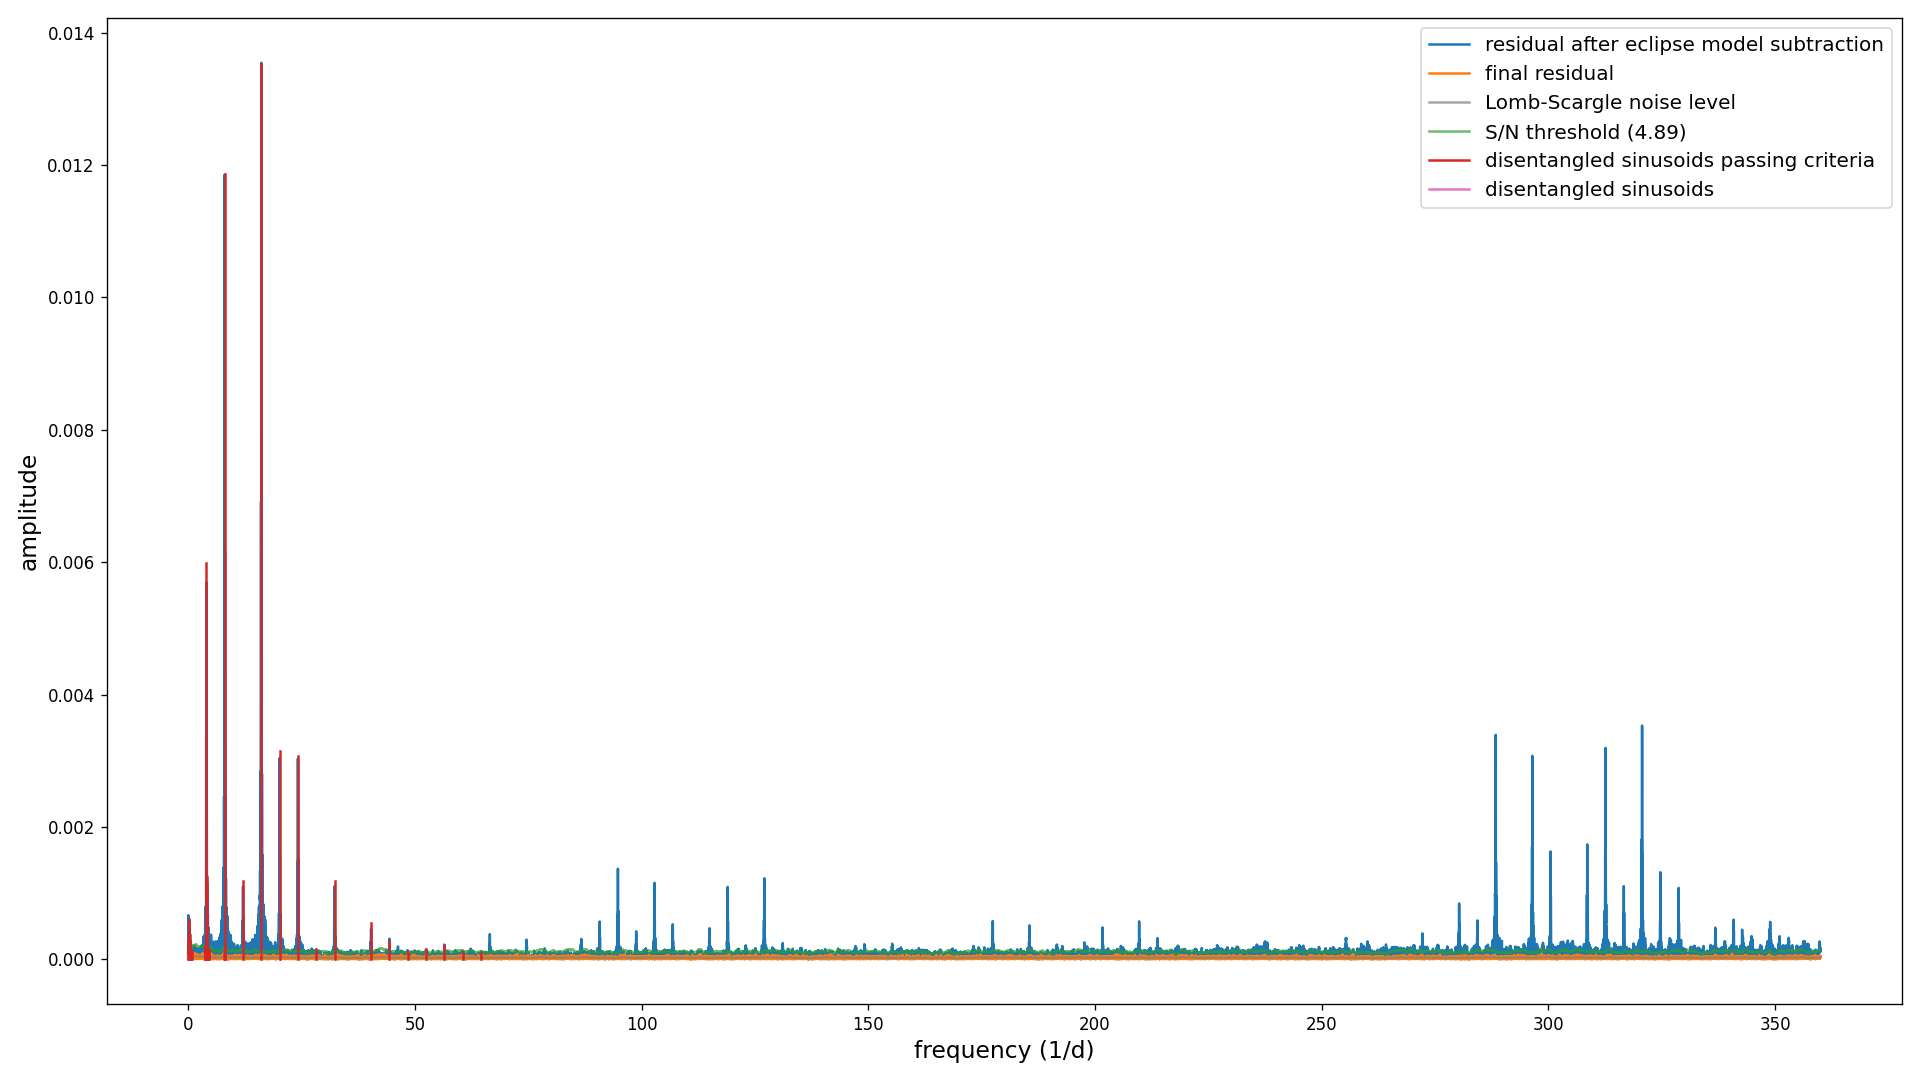 residual after eclipse model subtraction
final residual
Lomb-Scargle noise level
S/N threshold (4.89)
disentangled sinusoids passing criteria
disentangled sinusoids
0.014
0.012
0.010
0.008
0.006
0.004
0.002
0.000
amplitude
0 50 100 150 200 250 300 350
frequency (1/d)